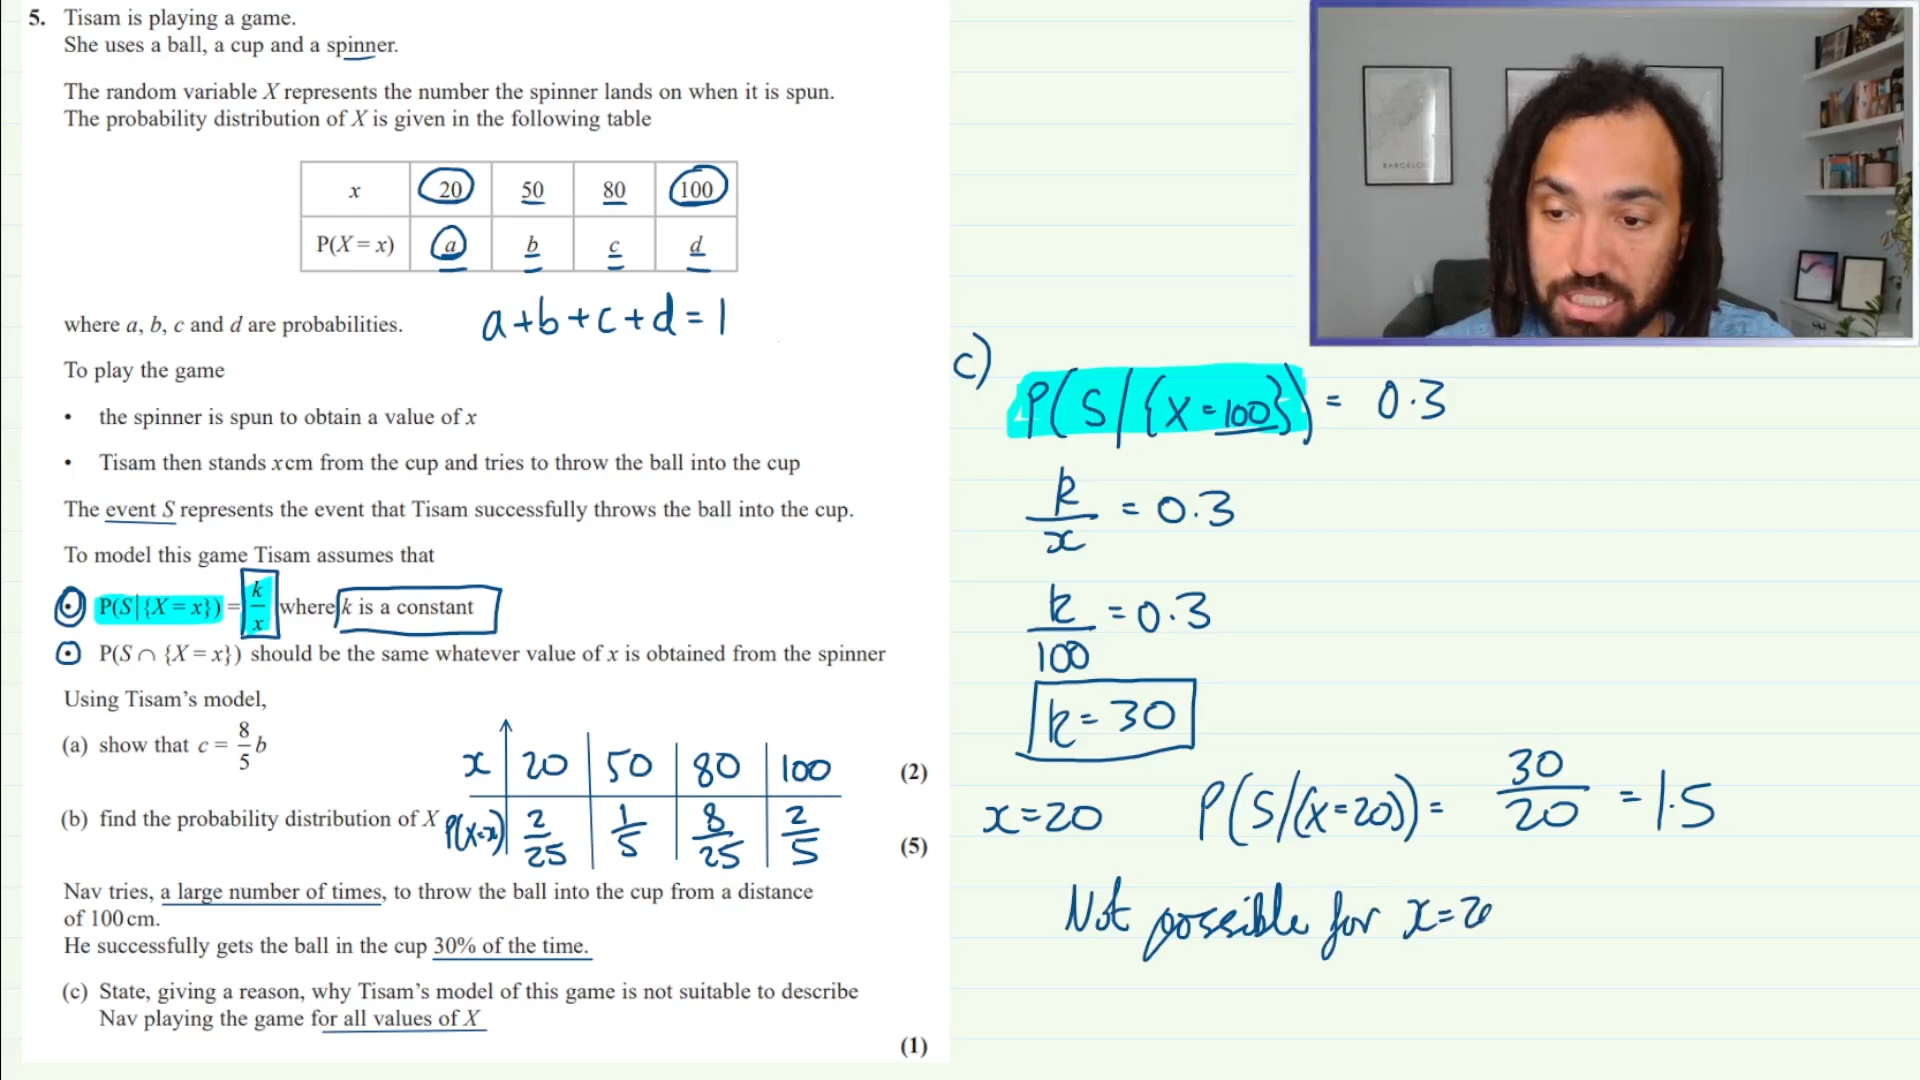 5. Tisam is playing a game.
She uses a ball, a cup and a spinner.
The random variable X represents the number the spinner lands on when it is spun.
The probability distribution of X is given in the following table
x 20 50 80 100
P(X = x) a b c d
where a, b, c and d are probabilities.
a+b+c+d=1
To play the game
• the spinner is spun to obtain a value of x
• Tisam then stands x cm from the cup and tries to throw the ball into the cup
The event S represents the event that Tisam successfully throws the ball into the cup.
To model this game Tisam assumes that
• P(S|{X = x}) = k/x where k is a constant
• P(S ∩ {X = x}) should be the same whatever value of x is obtained from the spinner
Using Tisam's model,
(a) show that c = 8/5 b
(2)
(b) find the probability distribution of X
(5)
x 20 50 80 100
P(X=x) 2/25 1/5 8/25 2/5
Nav tries, a large number of times, to throw the ball into the cup from a distance
of 100 cm.
He successfully gets the ball in the cup 30% of the time.
(c) State, giving a reason, why Tisam's model of this game is not suitable to describe
Nav playing the game for all values of X
(1)
BARCELO
c)
P(S/{X=100}) = 0.3
k/x = 0.3
k/100 = 0.3
k=30
x=20 P(S/(x=20)) = 30/20 = 1.5
Not possible for x=20